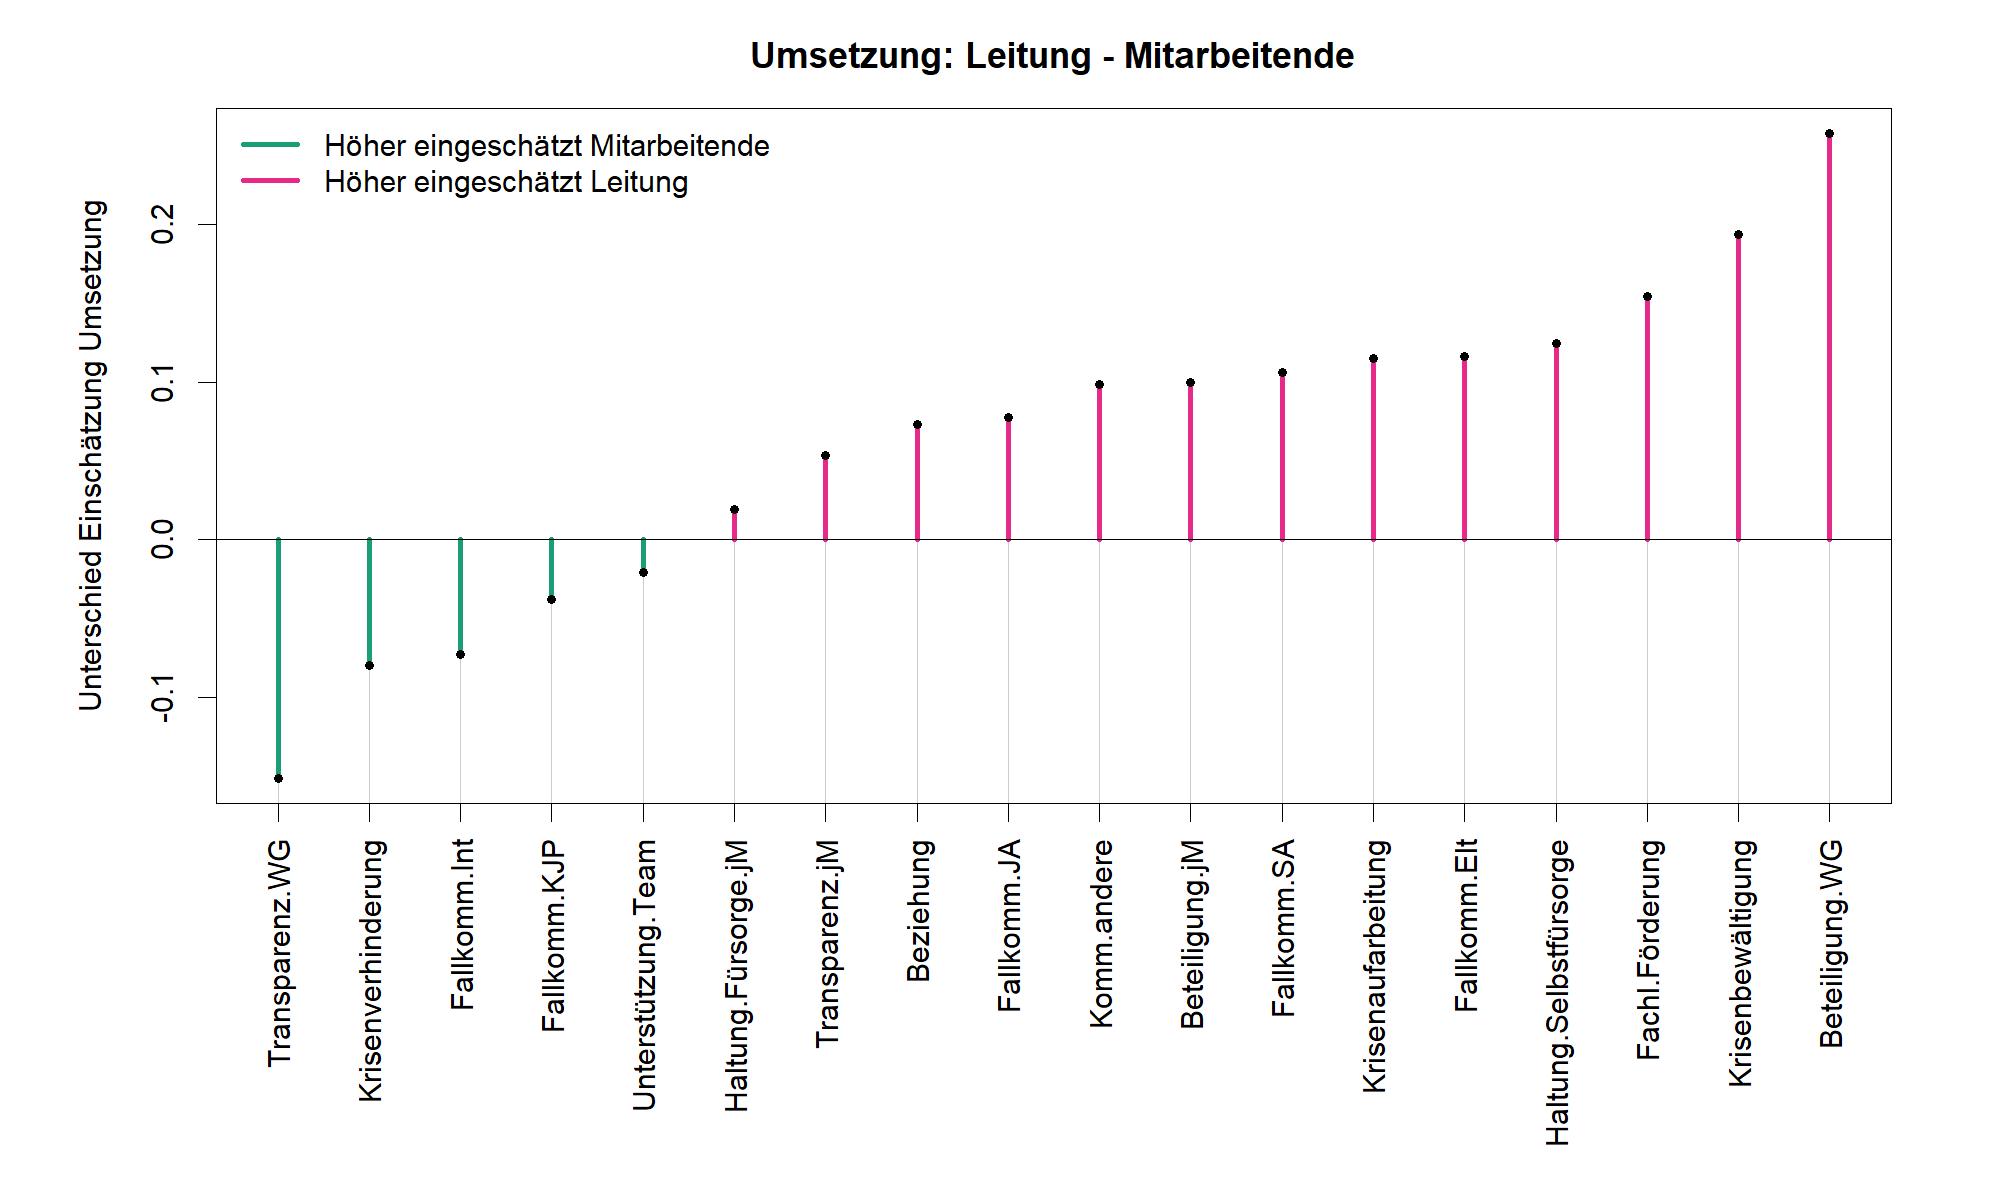 Umsetzung: Leitung - Mitarbeitende
Höher eingeschätzt Mitarbeitende
Höher eingeschätzt Leitung
Unterschied Einschätzung Umsetzung
0.2
0.1
0.0
-0.1
Transparenz.WG
Krisenverhinderung
Fallkomm.Int
Fallkomm.KJP
Unterstützung.Team
Haltung.Fürsorge.jM
Transparenz.jM
Beziehung
Fallkomm.JA
Komm.andere
Beteiligung.jM
Fallkomm.SA
Krisenaufarbeitung
Fallkomm.Elt
Haltung.Selbstfürsorge
Fachl.Förderung
Krisenbewältigung
Beteiligung.WG